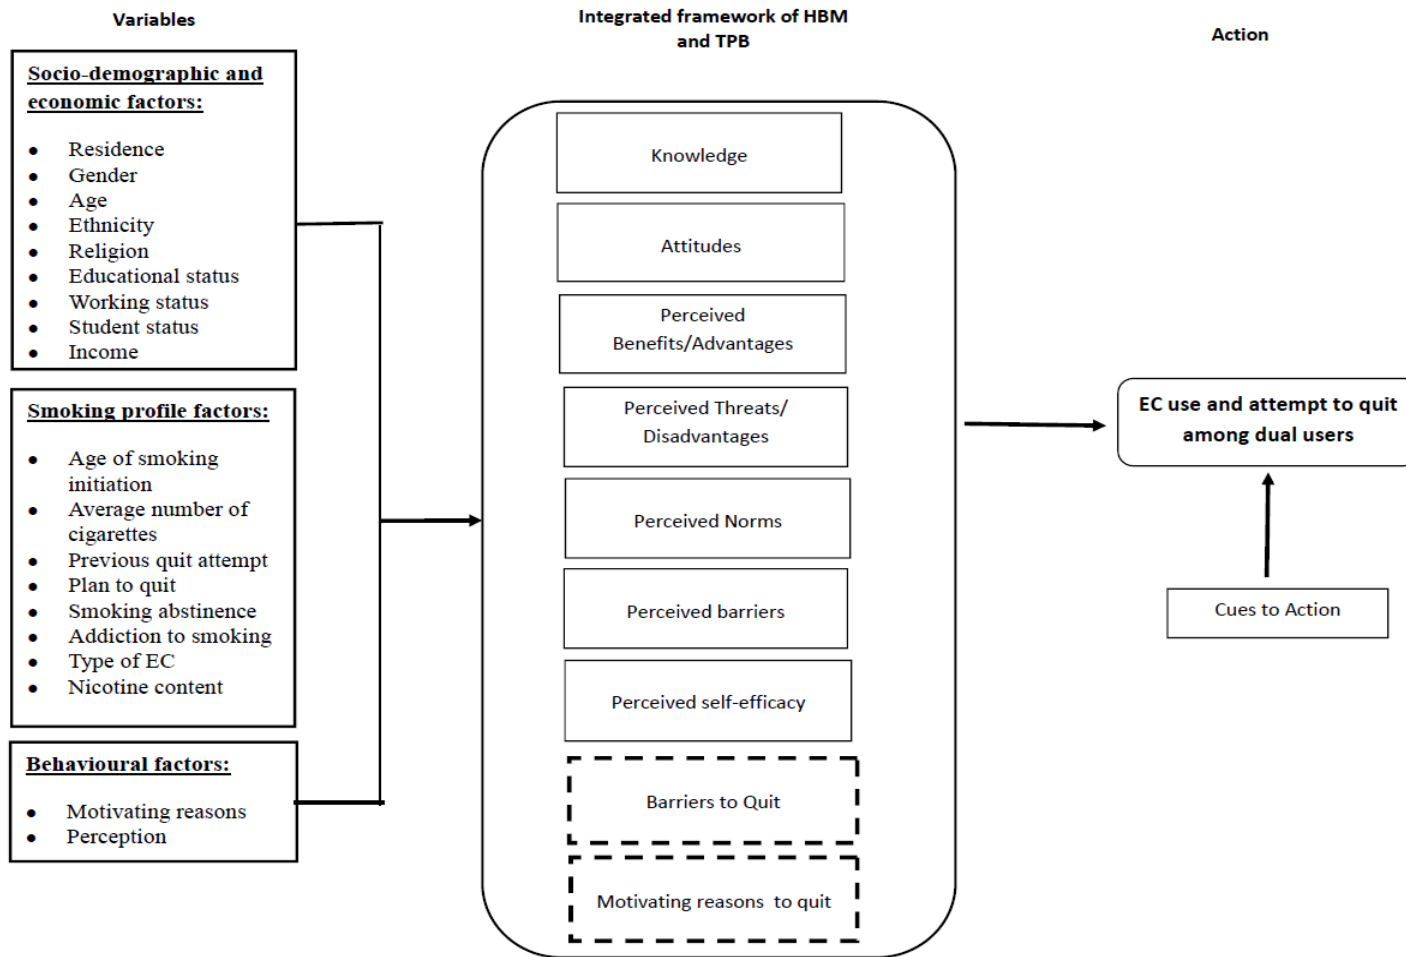 Variables
Integrated framework of HBM
and TPB
Action
Socio-demographic and
economic factors:
● Residence
● Gender
● Age
● Ethnicity
● Religion
● Educational status
● Working status
● Student status
● Income
Smoking profile factors:
● Age of smoking
initiation
● Average number of
cigarettes
● Previous quit attempt
● Plan to quit
● Smoking abstinence
● Addiction to smoking
● Type of EC
● Nicotine content
Behavioural factors:
● Motivating reasons
● Perception
Knowledge
Attitudes
Perceived
Benefits/Advantages
Perceived Threats/
Disadvantages
Perceived Norms
Perceived barriers
Perceived self-efficacy
Barriers to Quit
Motivating reasons to quit
EC use and attempt to quit
among dual users
Cues to Action